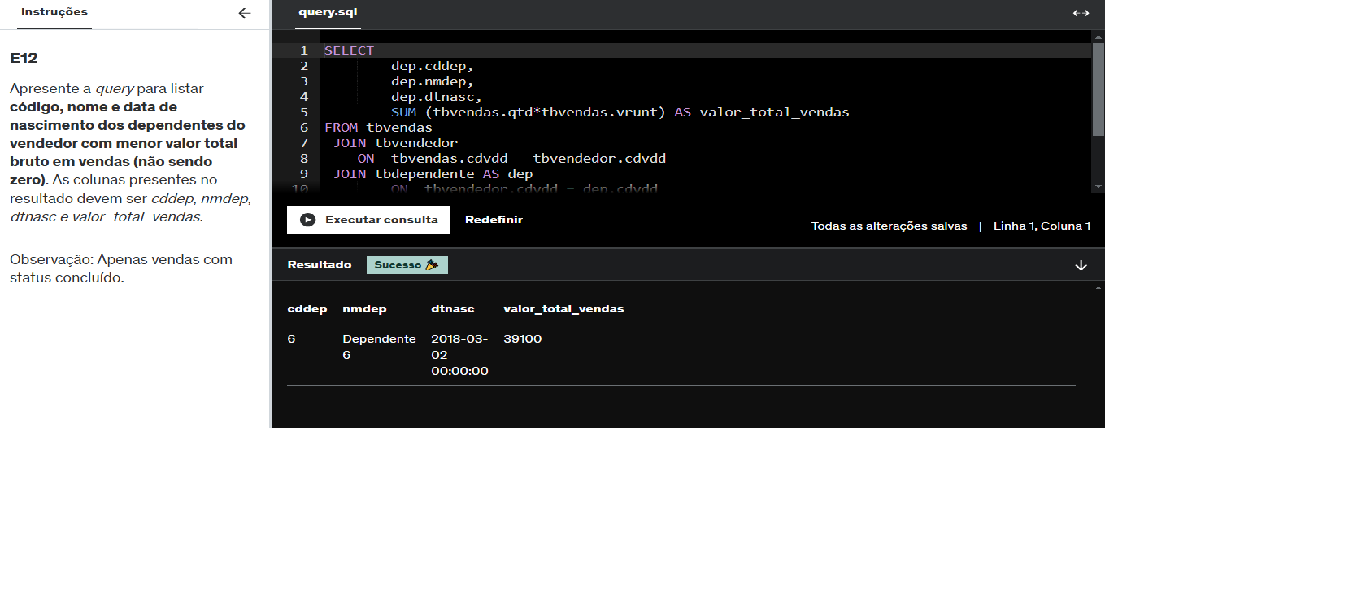 Instruções
E12
Apresente a query para listar
código, nome e data de
nascimento dos dependentes do
vendedor com menor valor total
bruto em vendas (não sendo
zero). As colunas presentes no
resultado devem ser cddep, nmdep,
dtnasc e valor_total_vendas.
Observação: Apenas vendas com
status concluído.
query.sql
1 SELECT
2 dep.cddep,
3 dep.nmdep,
4 dep.dtnasc,
5 SUM (tbvendas.qtd*tbvendas.vrunt) AS valor_total_vendas
6 FROM tbvendas
7 JOIN tbvendedor
8 ON tbvendas.cdvdd tbvendedor.cdvdd
9 JOIN tbdependente AS dep
10 ON tbvendedor.cdvdd = dep.cdvdd
Executar consulta Redefinir
Todas as alterações salvas | Linha 1, Coluna 1
Resultado Sucesso
cddep nmdep dtnasc valor_total_vendas
6 Dependente 2018-03- 39100
6 02
00:00:00